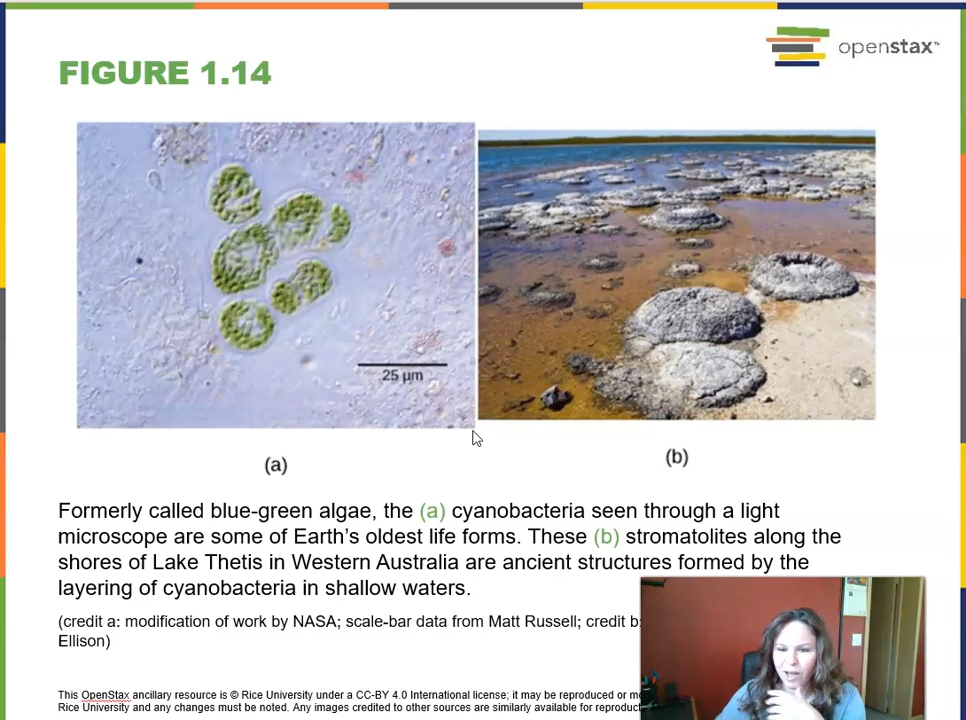 openstax™
FIGURE 1.14
25 µm
(a)
(b)
Formerly called blue-green algae, the (a) cyanobacteria seen through a light
microscope are some of Earth’s oldest life forms. These (b) stromatolites along the
shores of Lake Thetis in Western Australia are ancient structures formed by the
layering of cyanobacteria in shallow waters.
(credit a: modification of work by NASA; scale-bar data from Matt Russell; credit b:
Ellison)
This OpenStax ancillary resource is © Rice University under a CC-BY 4.0 International license; it may be reproduced or
Rice University and any changes must be noted. Any images credited to other sources are similarly available for